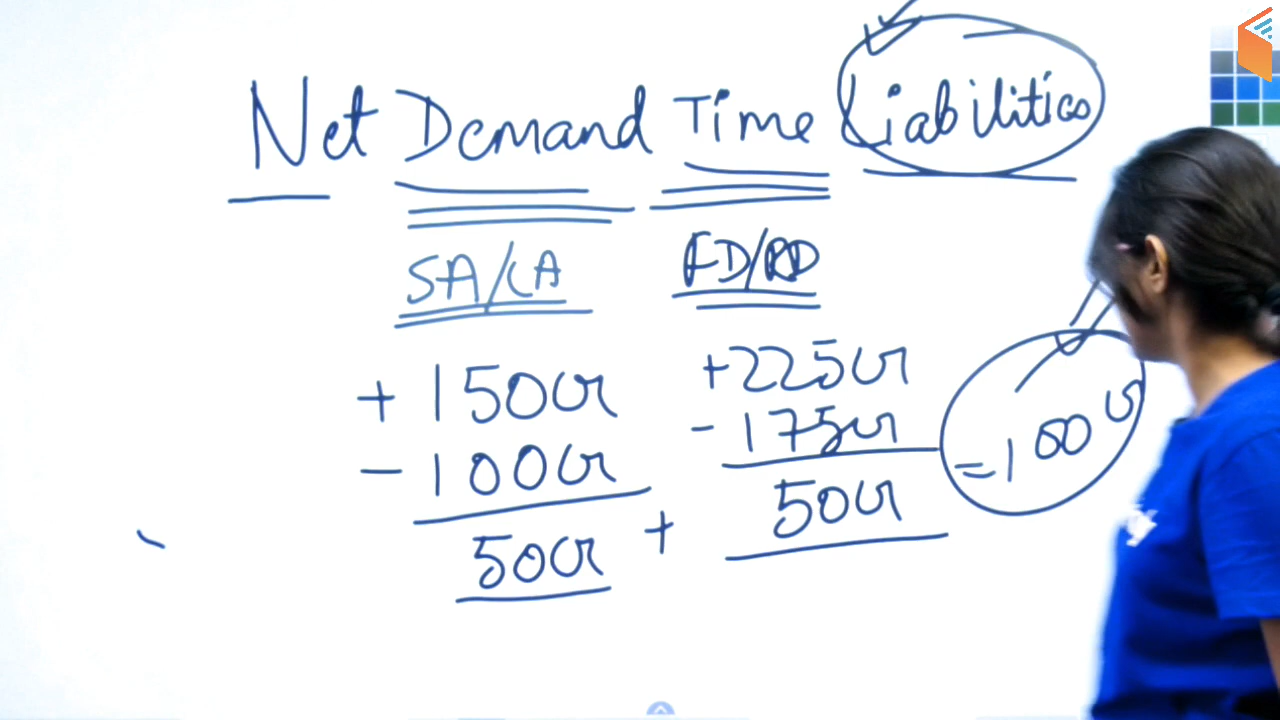 Net Demand Time Liabilities
SA/CA FD/RD
+ 150cr +225cr
- 100cr - 175cr
50cr + 50cr = 100cr